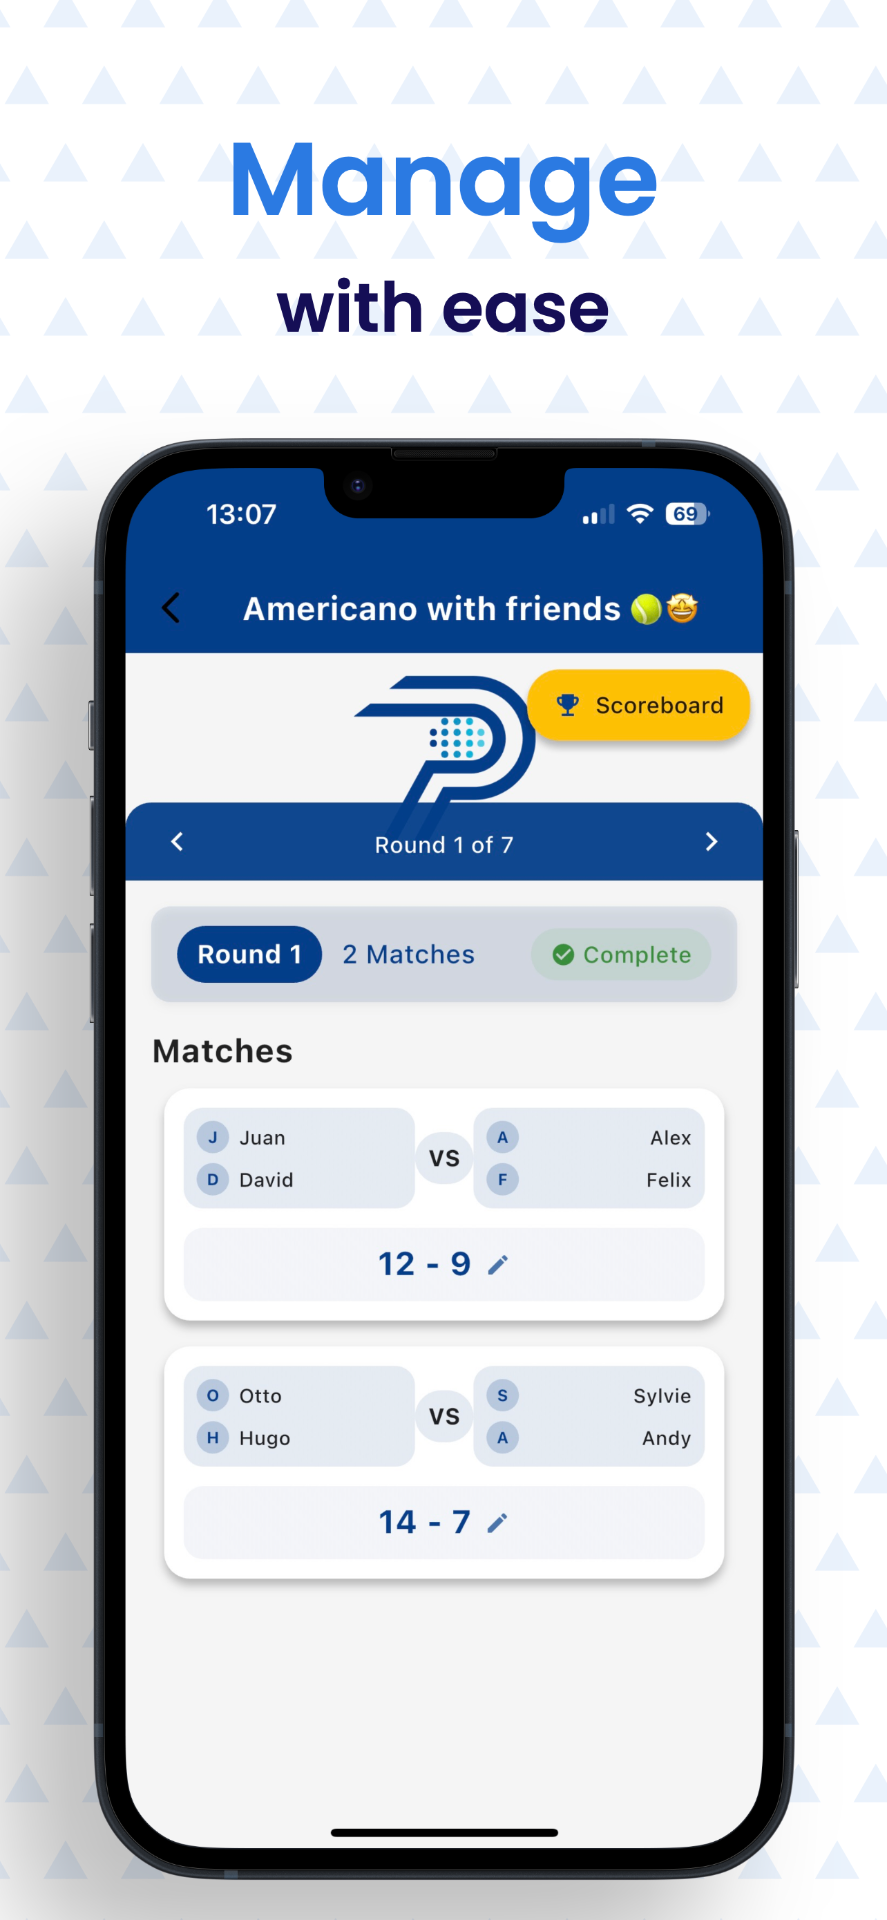 Manage
with ease
13:07
69
Americano with friends 🎾🤩
Scoreboard
Round 1 of 7
Round 1
2 Matches
Complete
Matches
J Juan
D David
VS
A Alex
F Felix
12 - 9
O Otto
H Hugo
VS
S Sylvie
A Andy
14 - 7